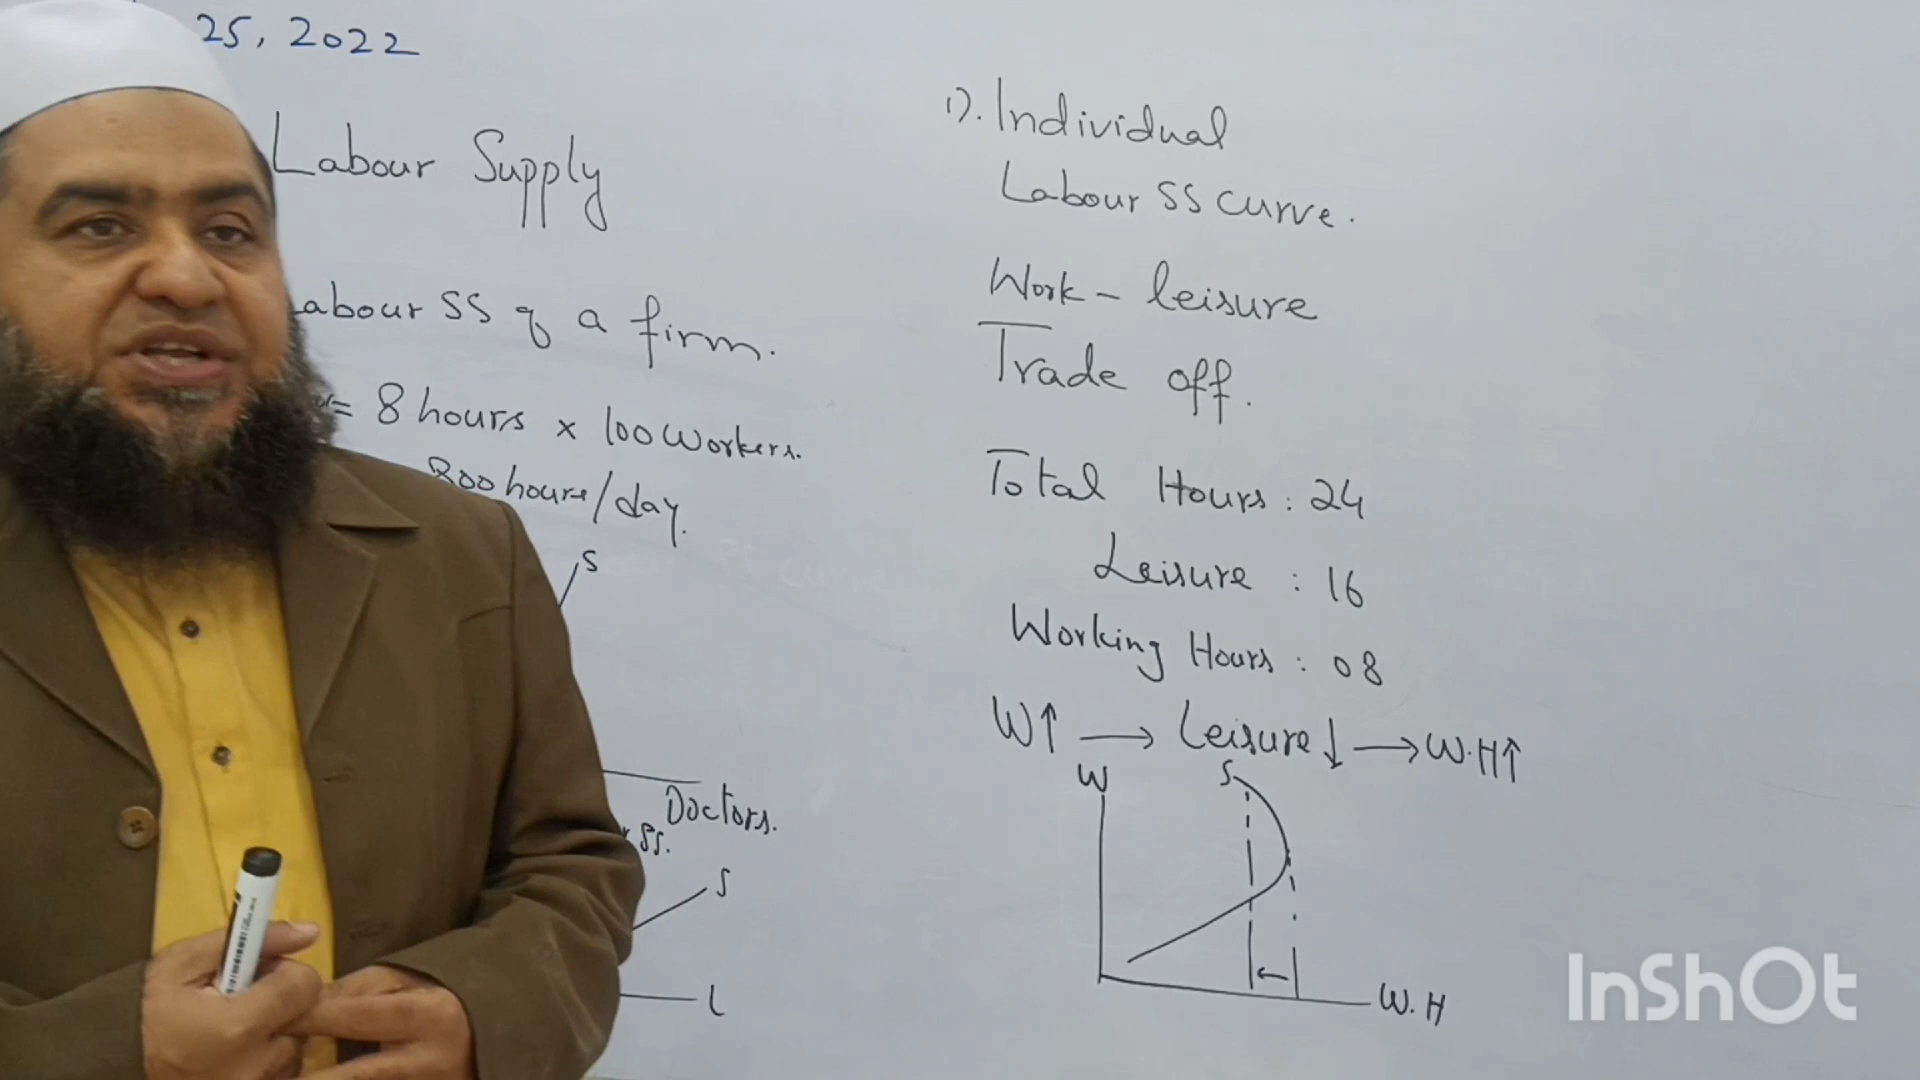 25, 2022
Labour Supply
abour SS of a firm.
= 8 hours x 100 workers.
800 hours/day.
S
Doctors.
SS.
S
L
1). Individual
Labour SS curve.
Work - leisure
Trade off.
Total Hours : 24
Leisure : 16
Working Hours : 08
W↑ → Leisure↓ → W.H↑
W
S
W.H
InShOt